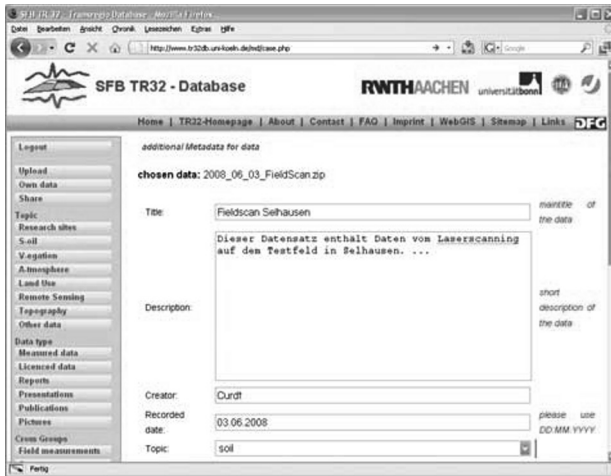 SFB TR 32 - Transregio Database - Mozilla Firefox
Datei Bearbeiten Ansicht Chronik Lesezeichen Extras Hilfe
http://www.tr32db.uni-koeln.de/md/case.php
Google
SFB TR32 - Database
RWTHAACHEN universitätbonn
Home | TR32-Homepage | About | Contact | FAQ | Imprint | WebGIS | Sitemap | Links DFG
Logout
additional Metadata for data
Upload
chosen data: 2008_06_03_FieldScan.zip
Own data
Share
Topic
Research sites
Soil
Vegetation
Atmosphere
Land Use
Remote Sensing
Topography
Other data
Data type
Measured data
Licenced data
Reports
Presentations
Publications
Pictures
Cross Groups
Field measurements
Title: Fieldscan Selhausen maintitle of
the data
Description: Dieser Datensatz enthält Daten vom Laserscanning
auf dem Testfeld in Selhausen. ...
short
description of
the data
Creator: Curdt
Recorded
date: 03.06.2008 please use
DD.MM.YYYY
Topic: soil
Fertig